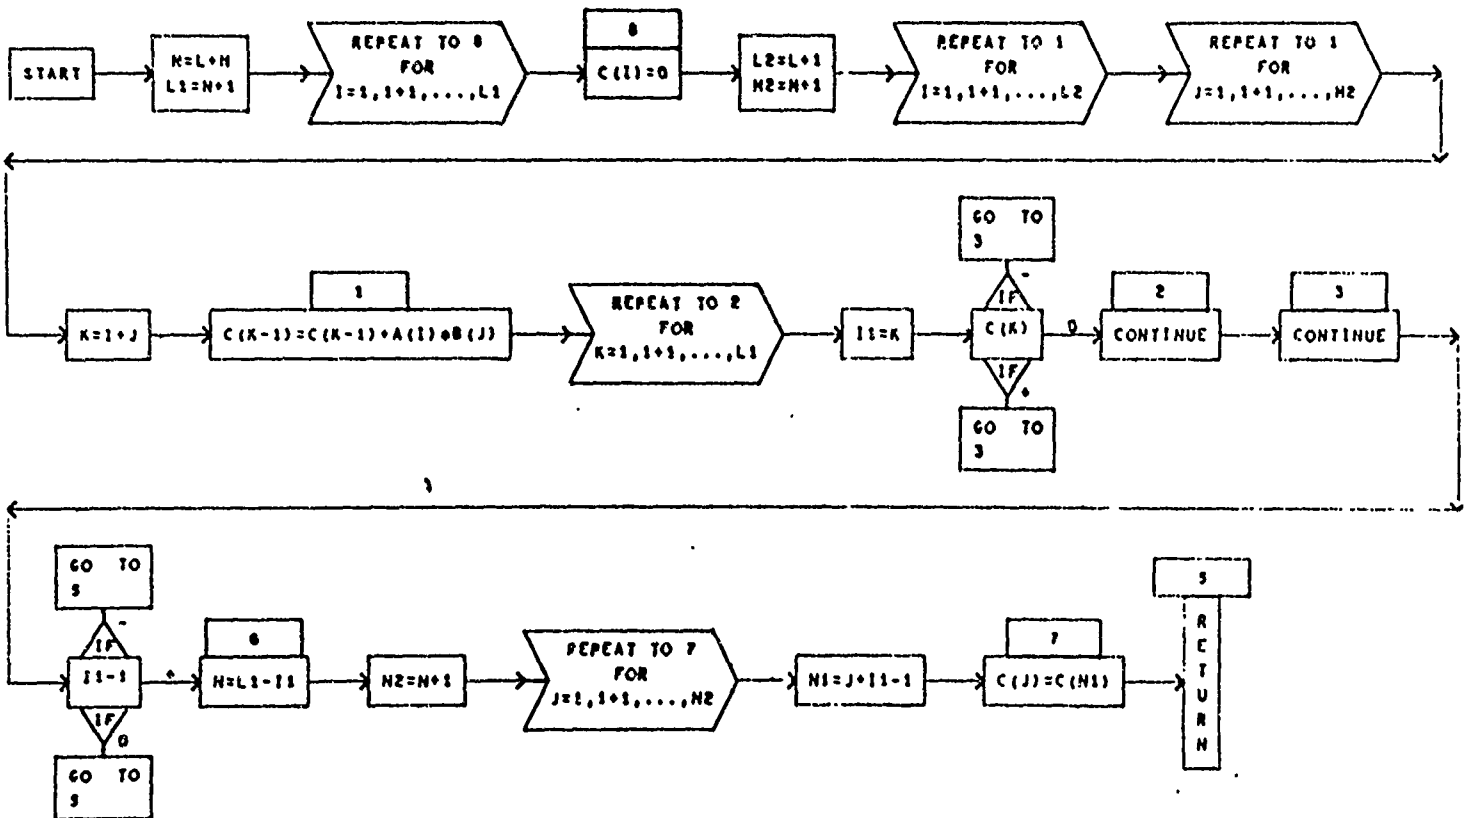 START
N=L+M
L1=N+1
REPEAT TO 8
FOR
I=1,1+1,...,L1
8
C(I)=0
L2=L+1
M2=M+1
REPEAT TO 1
FOR
I=1,1+1,...,L2
REPEAT TO 1
FOR
J=1,1+1,...,M2
K=I+J
1
C(K-1)=C(K-1)+A(I)*B(J)
REPEAT TO 2
FOR
K=1,1+1,...,L1
I1=K
GO TO
3
-
IF
C(K)
0
IF
+
GO TO
3
2
CONTINUE
3
CONTINUE
GO TO
5
-
IF
I1-1
+
IF
0
GO TO
5
6
N=L1-I1
N2=N+1
REPEAT TO 7
FOR
J=1,1+1,...,N2
N1=J+I1-1
7
C(J)=C(N1)
5
RETURN